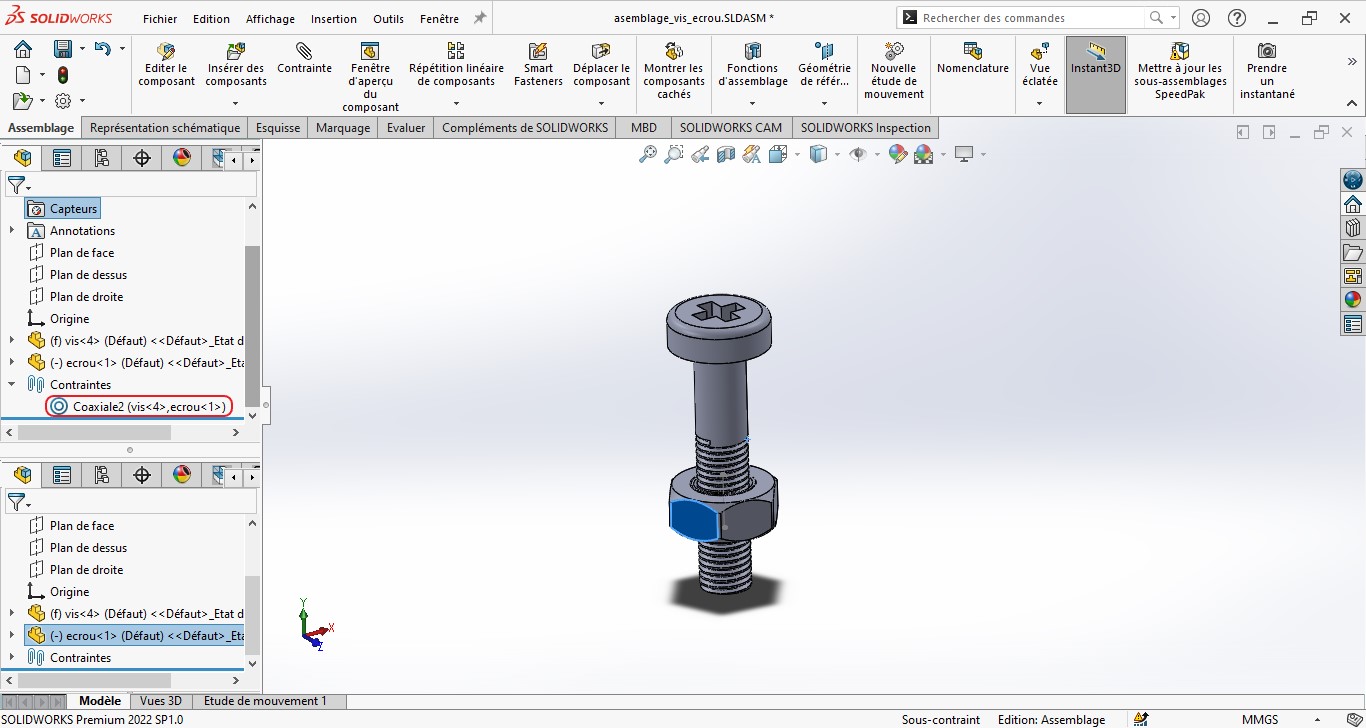 SOLIDWORKS
Fichier Edition Affichage Insertion Outils Fenêtre
asemblage_vis_ecrou.SLDASM *
Rechercher des commandes
Editer le composant
Insérer des composants
Contrainte
Fenêtre d'aperçu du composant
Répétition linéaire de composants
Smart Fasteners
Déplacer le composant
Montrer les composants cachés
Fonctions d'assemblage
Géométrie de référ...
Nouvelle étude de mouvement
Nomenclature
Vue éclatée
Instant3D
Mettre à jour les sous-assemblages SpeedPak
Prendre un instantané
Assemblage Représentation schématique Esquisse Marquage Evaluer Compléments de SOLIDWORKS MBD SOLIDWORKS CAM SOLIDWORKS Inspection
Capteurs
Annotations
Plan de face
Plan de dessus
Plan de droite
Origine
(f) vis<4> (Défaut) <<Défaut>_Etat d
(-) ecrou<1> (Défaut) <<Défaut>_Eta
Contraintes
Coaxiale2 (vis<4>,ecrou<1>)
Plan de face
Plan de dessus
Plan de droite
Origine
(f) vis<4> (Défaut) <<Défaut>_Etat d
(-) ecrou<1> (Défaut) <<Défaut>_Eta
Contraintes
Y
X
Z
Modèle Vues 3D Etude de mouvement 1
SOLIDWORKS Premium 2022 SP1.0
Sous-contraint Edition: Assemblage MMGS